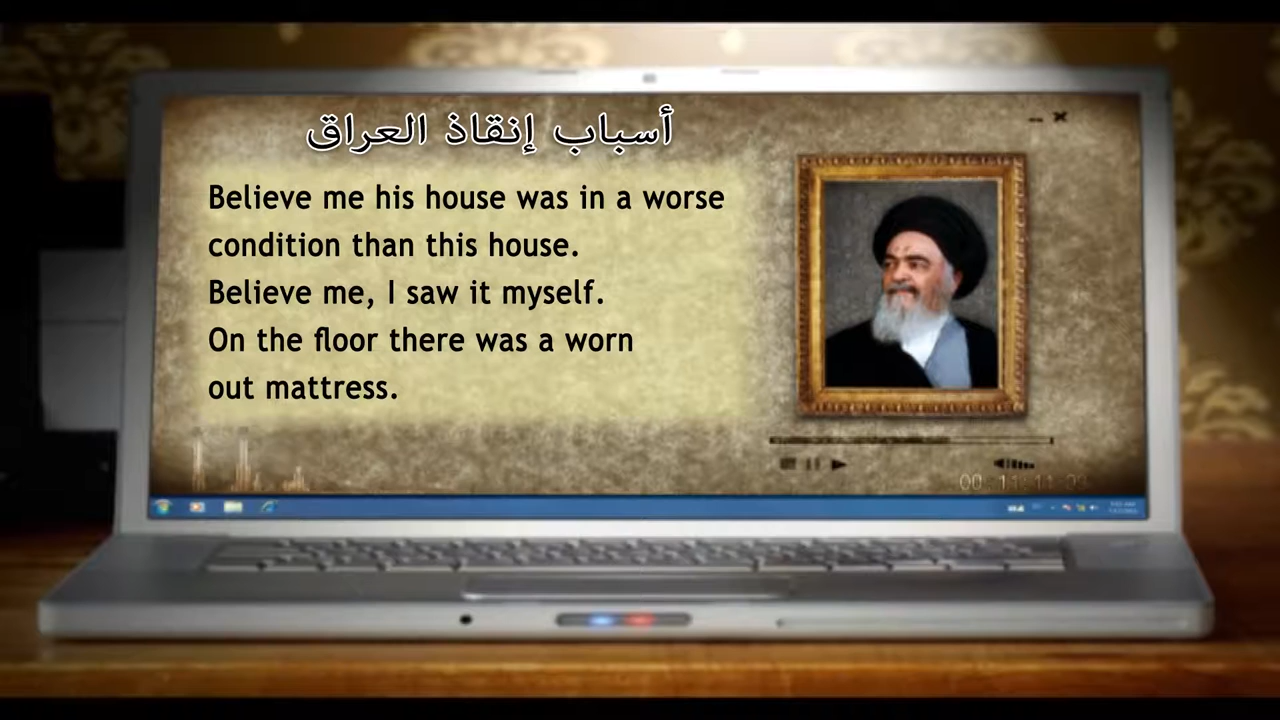 أسباب إنقاذ العراق
Believe me his house was in a worse
condition than this house.
Believe me, I saw it myself.
On the floor there was a worn
out mattress.